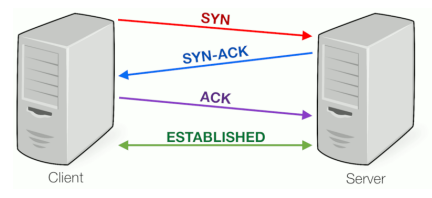 SYN
SYN-ACK
ACK
ESTABLISHED
Client
Server